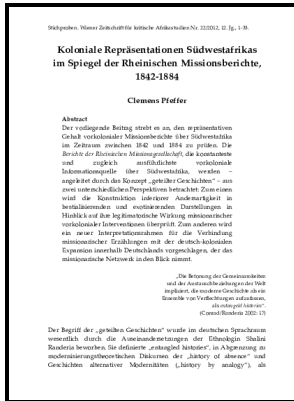 Stichproben. Wiener Zeitschrift für kritische Afrikastudien Nr. 22/2012, 12. Jg., 1-33.
Koloniale Repräsentationen Südwestafrikas
im Spiegel der Rheinischen Missionsberichte,
1842-1884
Clemens Pfeffer
Abstract
Der vorliegende Beitrag strebt es an, den repräsentativen
Gehalt vorkolonialer Missionsberichte über Südwestafrika
im Zeitraum zwischen 1842 und 1884 zu prüfen. Die
Berichte der Rheinischen Missionsgesellschaft, die konstanteste
und zugleich ausführlichste vorkoloniale
Informationsquelle über Südwestafrika, werden –
angeleitet durch das Konzept „geteilter Geschichten“ – aus
zwei unterschiedlichen Perspektiven betrachtet: Zum einen
wird die Konstruktion inferiorer Andersartigkeit in
bestialisierenden und exotisierenden Darstellungen in
Hinblick auf ihre legitimatorische Wirkung missionarischer
vorkolonialer Interventionen überprüft. Zum anderen wird
ein neuer Interpretationsrahmen für die Verbindung
missionarischer Erzählungen mit der deutsch-kolonialen
Expansion innerhalb Deutschlands vorgeschlagen, der das
missionarische Netzwerk in den Blick nimmt.
„Die Betonung der Gemeinsamkeiten
und der Austauschbeziehungen der Welt
impliziert, die moderne Geschichte als ein
Ensemble von Verflechtungen aufzufassen,
als entangled histories“.
(Conrad/Randeria 2002: 17)
Der Begriff der „geteilten Geschichten“ wurde im deutschen Sprachraum
wesentlich durch die Auseinandersetzungen der Ethnologin Shalini
Randeria beworben. Sie definierte „entangled histories“, in Abgrenzung zu
modernisierungstheoretischen Diskursen der „history of absence“ und
Geschichten alternativer Modernitäten („history by analogy“), als